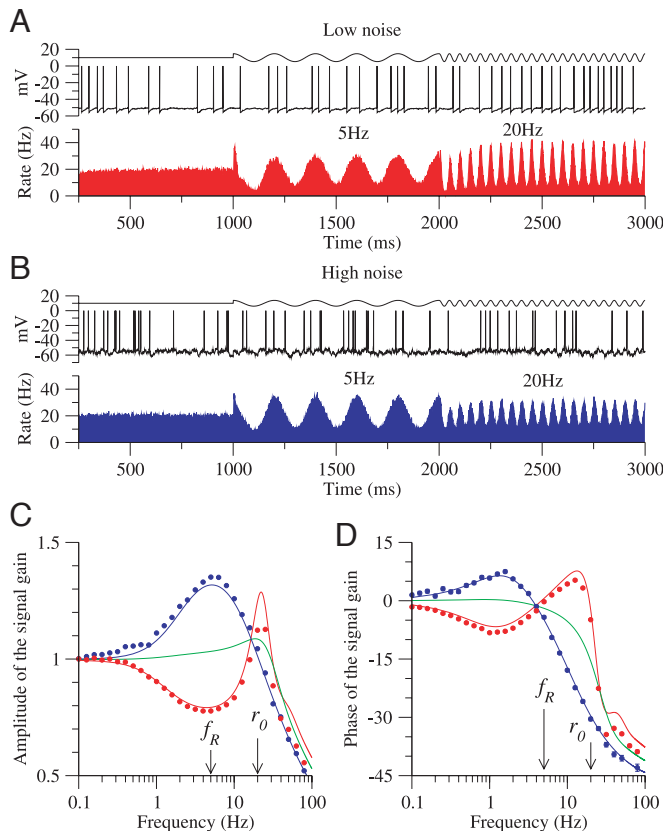 A
Low noise
20
0
-20
-40
-60
mV
5Hz
20Hz
40
20
0
Rate (Hz)
500 1000 1500 2000 2500 3000
Time (ms)
B
High noise
20
0
-20
-40
-60
mV
5Hz
20Hz
40
20
0
Rate (Hz)
500 1000 1500 2000 2500 3000
Time (ms)
C
1.5
1
0.5
Amplitude of the signal gain
f_R
r_0
0.1 1 10 100
Frequency (Hz)
D
15
0
-15
-30
-45
Phase of the signal gain
f_R
r_0
0.1 1 10 100
Frequency (Hz)